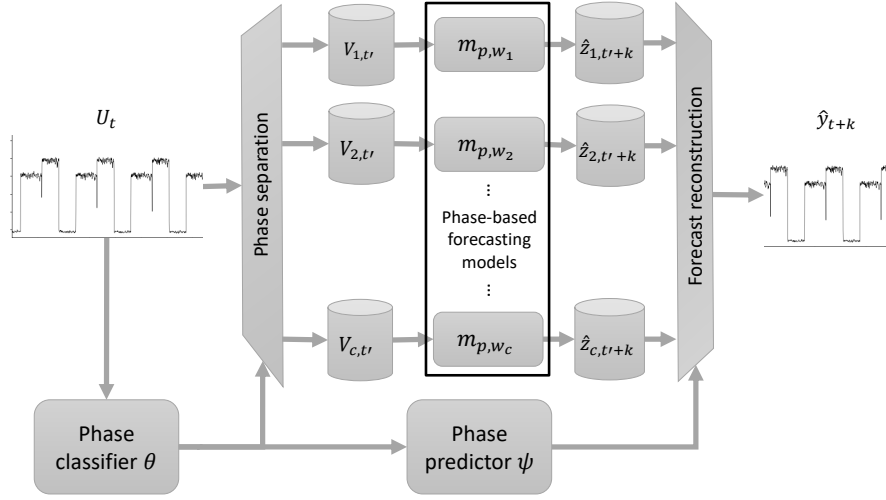 U_t
Phase separation
V_{1,t′}
m_{p,w_1}
ẑ_{1,t′+k}
V_{2,t′}
m_{p,w_2}
ẑ_{2,t′+k}
⋮
Phase-based
forecasting
models
⋮
V_{c,t′}
m_{p,w_c}
ẑ_{c,t′+k}
Forecast reconstruction
ŷ_{t+k}
Phase
classifier θ
Phase
predictor ψ